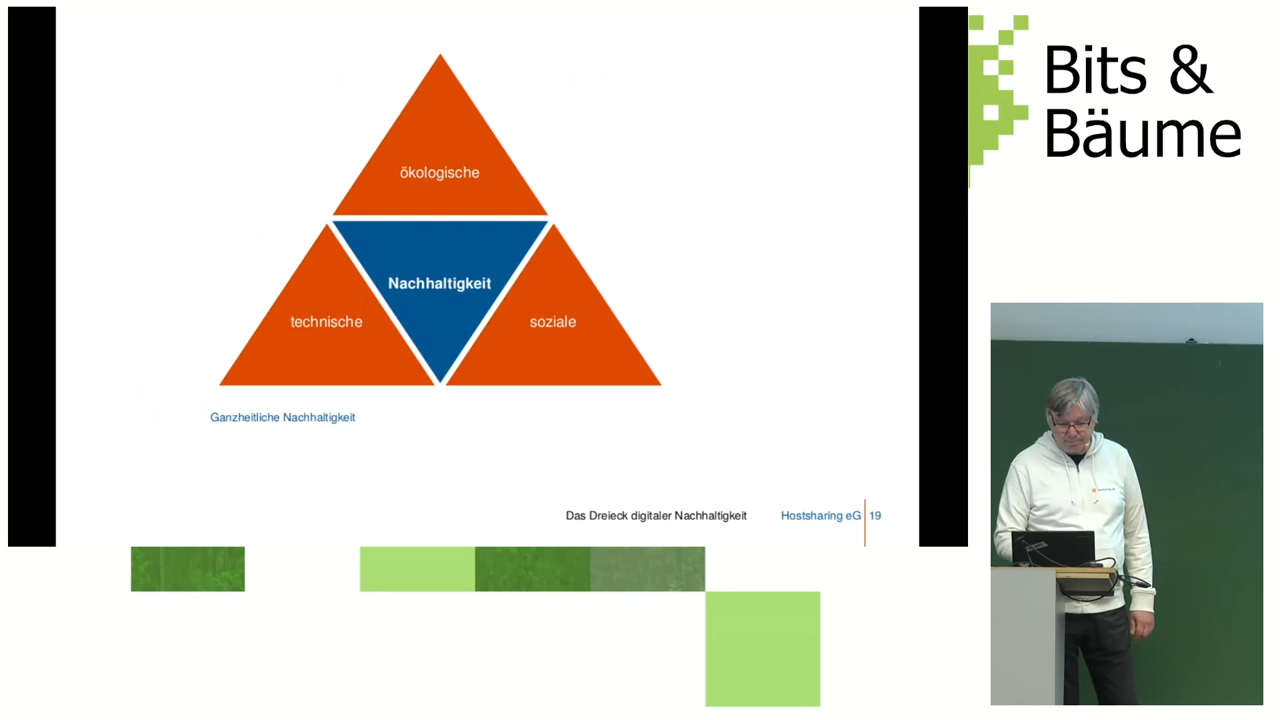 ökologische
Nachhaltigkeit
technische
soziale
Ganzheitliche Nachhaltigkeit
Das Dreieck digitaler Nachhaltigkeit
Hostsharing eG
19
Bits &
Bäume